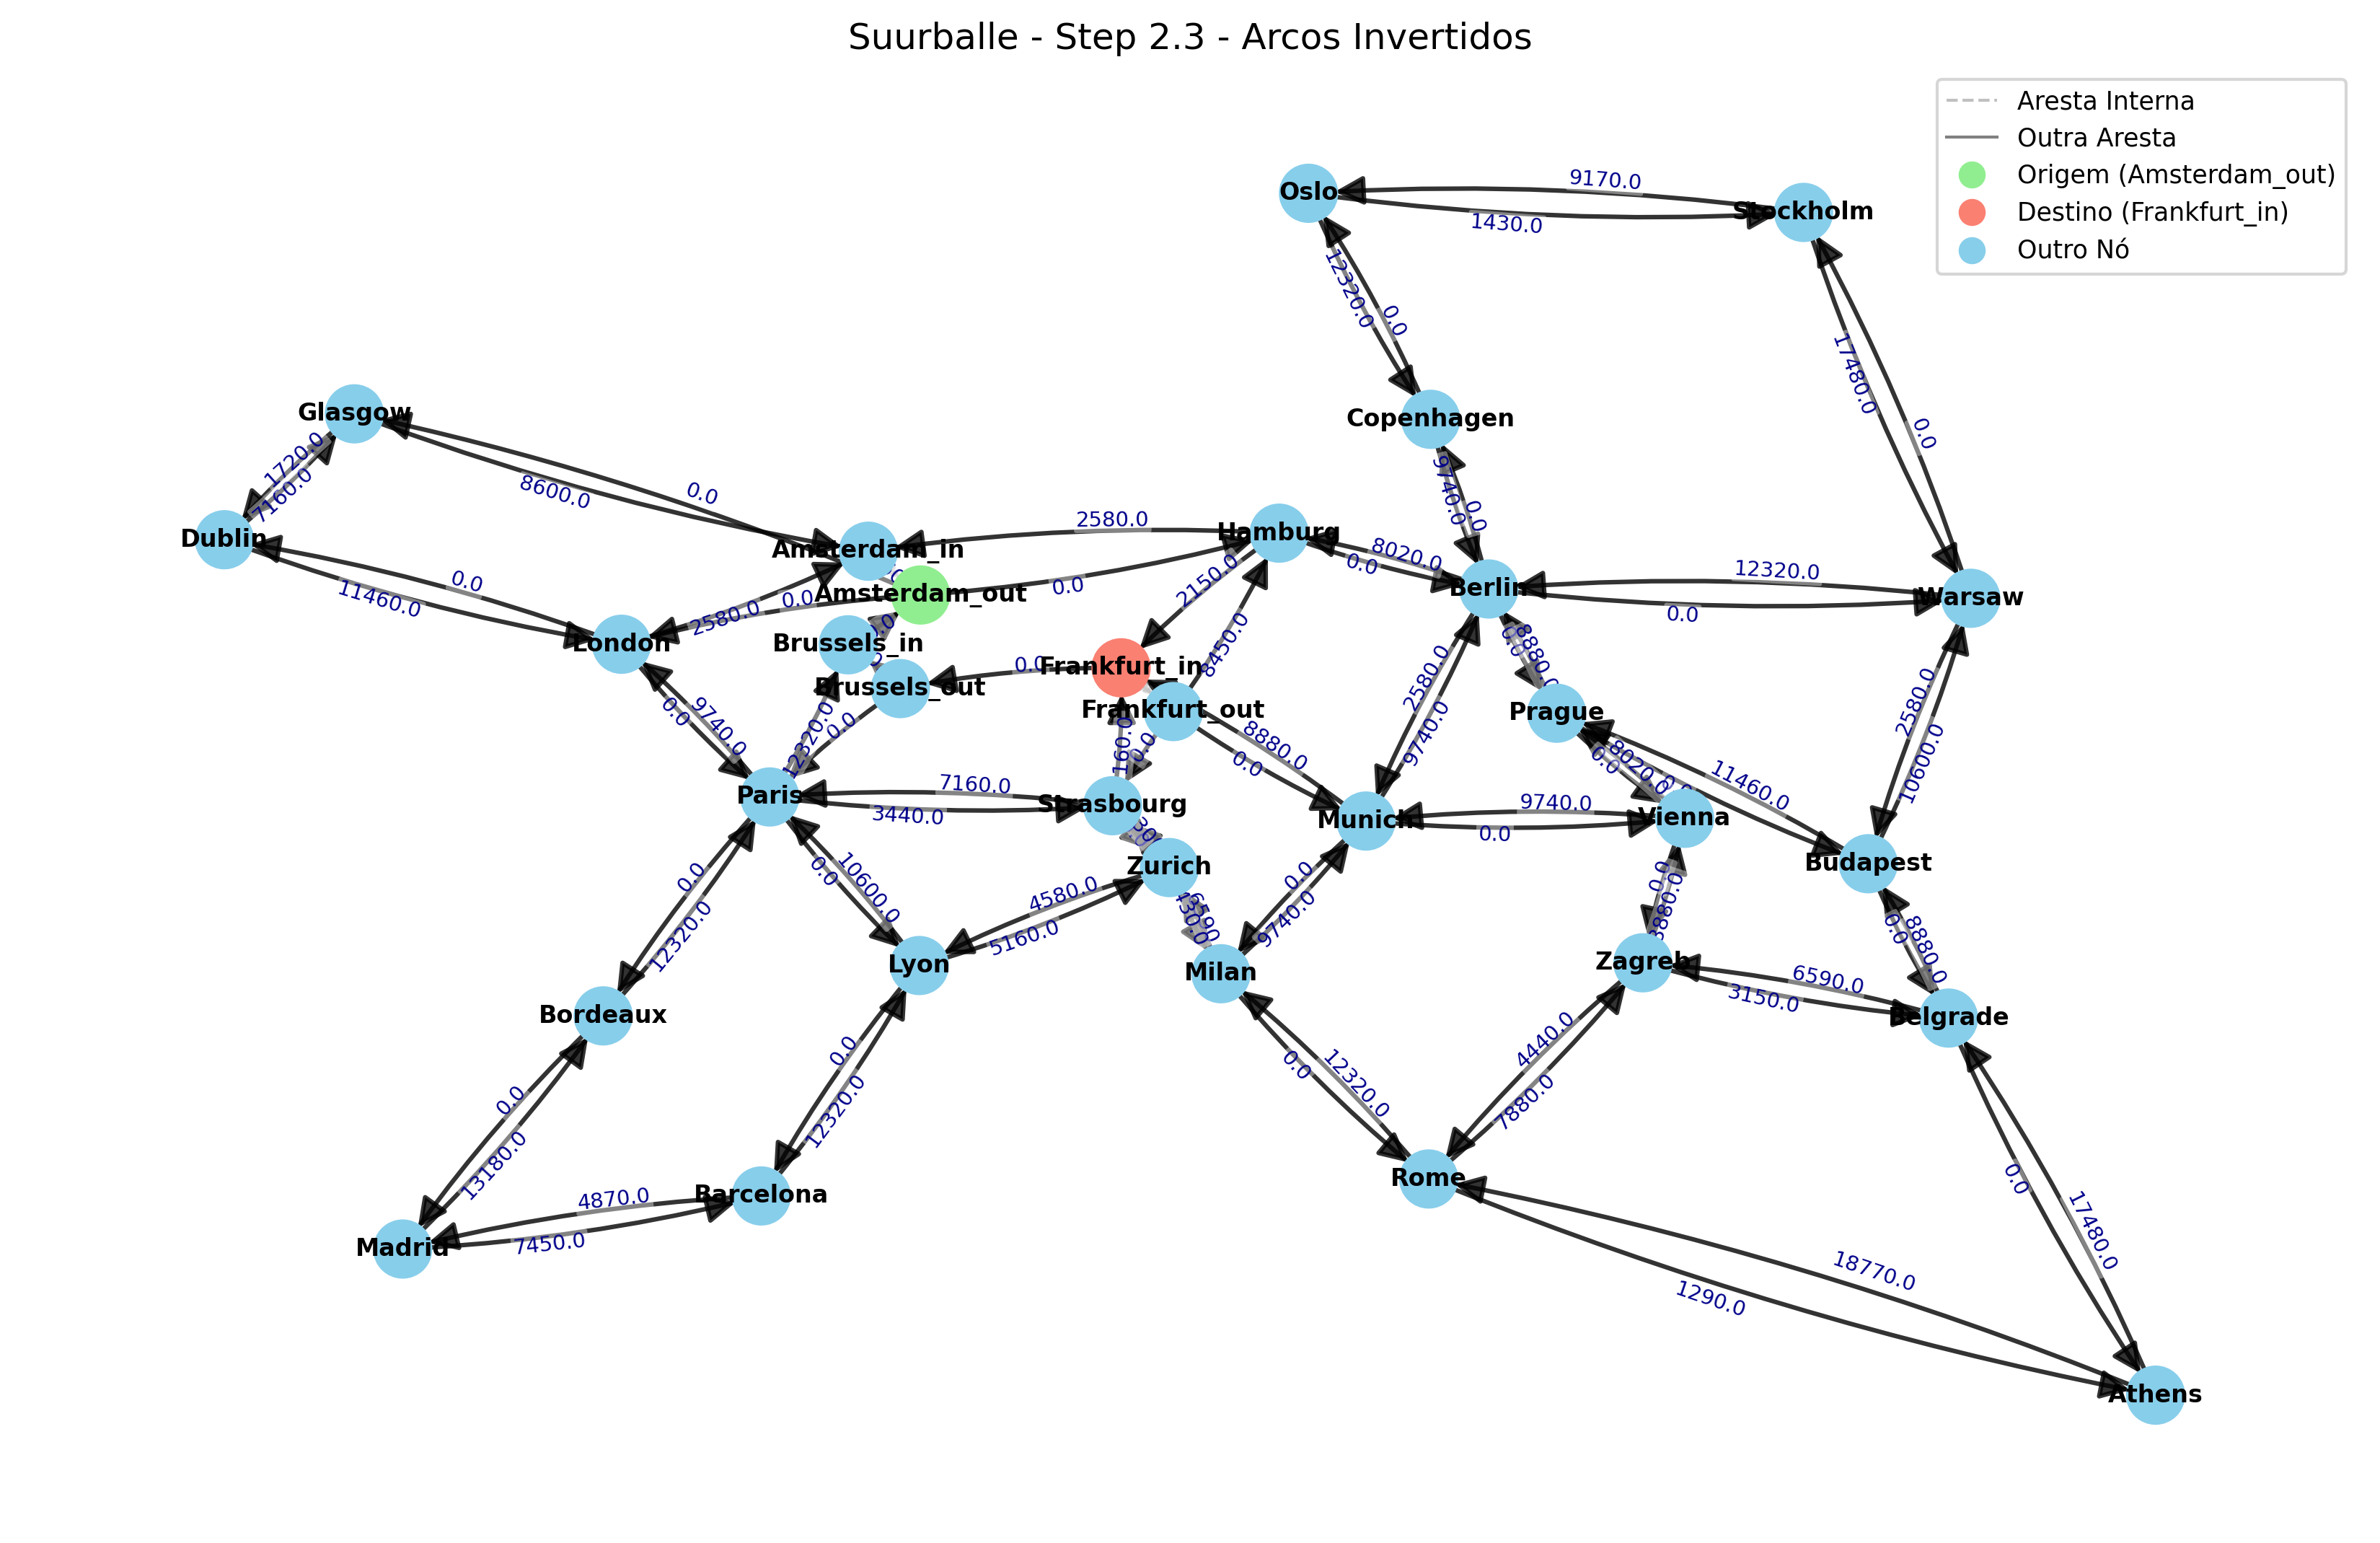 Suurballe - Step 2.3 - Arcos Invertidos
Aresta Interna
Outra Aresta
Origem (Amsterdam_out)
Destino (Frankfurt_in)
Outro Nó
9170.0
Oslo
Stockholm
1430.0
12320.0
0.0
17480.0
0.0
Glasgow
Copenhagen
1720.0
7160.0
8600.0
0.0
9740.0
0.0
Dublin
2580.0
Hamburg
Amsterdam_in
8020.0
0.0
12320.0
0.0
11460.0
0.0
2580.0
0.0
Amsterdam_out
0.0
2150.0
Berlin
Warsaw
London
Brussels_in
Frankfurt_in
8450.0
0.0
8880.0
2580.0
10600.0
Brussels_out
0.0
Frankfurt_out
Prague
9740.0
0.0
12320.0
0.0
160.0
0.0
8880.0
0.0
2580.0
9740.0
0.0
8020.0
11460.0
Paris
7160.0
3440.0
Strasbourg
Munich
9740.0
0.0
Vienna
Budapest
10600.0
0.0
Zurich
0.0
12320.0
4580.0
5160.0
6590
0.0
9740.0
0.0
8880.0
0.0
Lyon
Milan
Zagreb
6590.0
3150.0
Bordeaux
Belgrade
0.0
13180.0
0.0
12320.0
12320.0
0.0
4440.0
7880.0
17480.0
0.0
Madrid
4870.0
7450.0
Barcelona
Rome
18770.0
1290.0
Athens